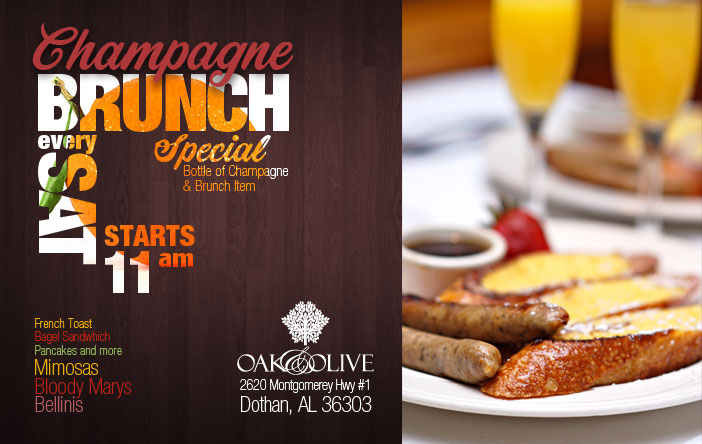 Champagne
BRUNCH
every
SAT
Special
Bottle of Champagne
& Brunch Item
STARTS
11 am
French Toast
Bagel Sandwhich
Pancakes and more
Mimosas
Bloody Marys
Bellinis
OAK & OLIVE
2620 Montgomerey Hwy #1
Dothan, AL 36303